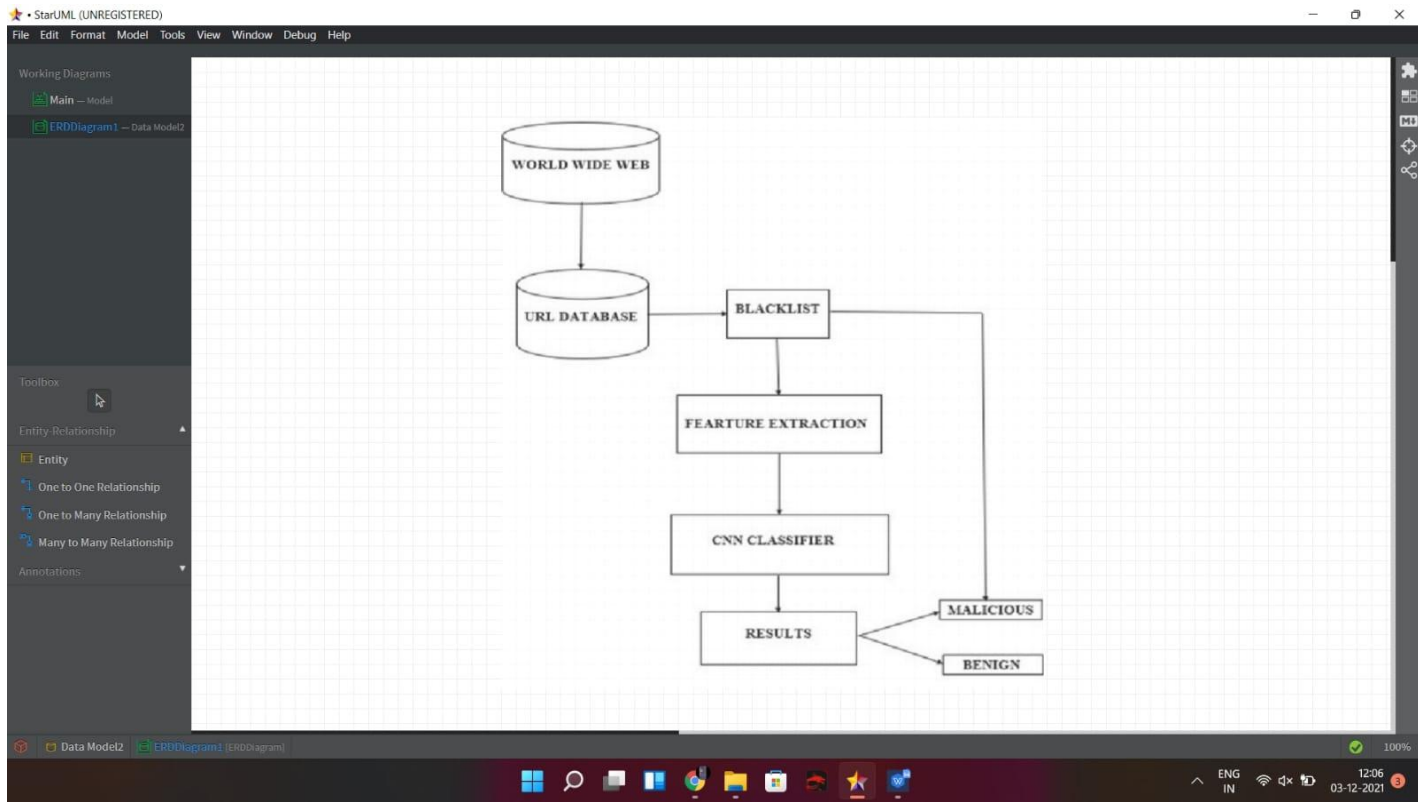 • StarUML (UNREGISTERED)
File Edit Format Model Tools View Window Debug Help
Working Diagrams
Main — Model
ERDDiagram1 — Data Model2
Toolbox
Entity-Relationship
Entity
One to One Relationship
One to Many Relationship
Many to Many Relationship
Annotations
WORLD WIDE WEB
URL DATABASE
BLACKLIST
FEARTURE EXTRACTION
CNN CLASSIFIER
RESULTS
MALICIOUS
BENIGN
M↓
Data Model2 ERDDiagram1 (ERDDiagram)
100%
ENG
IN
12:06
03-12-2021
3